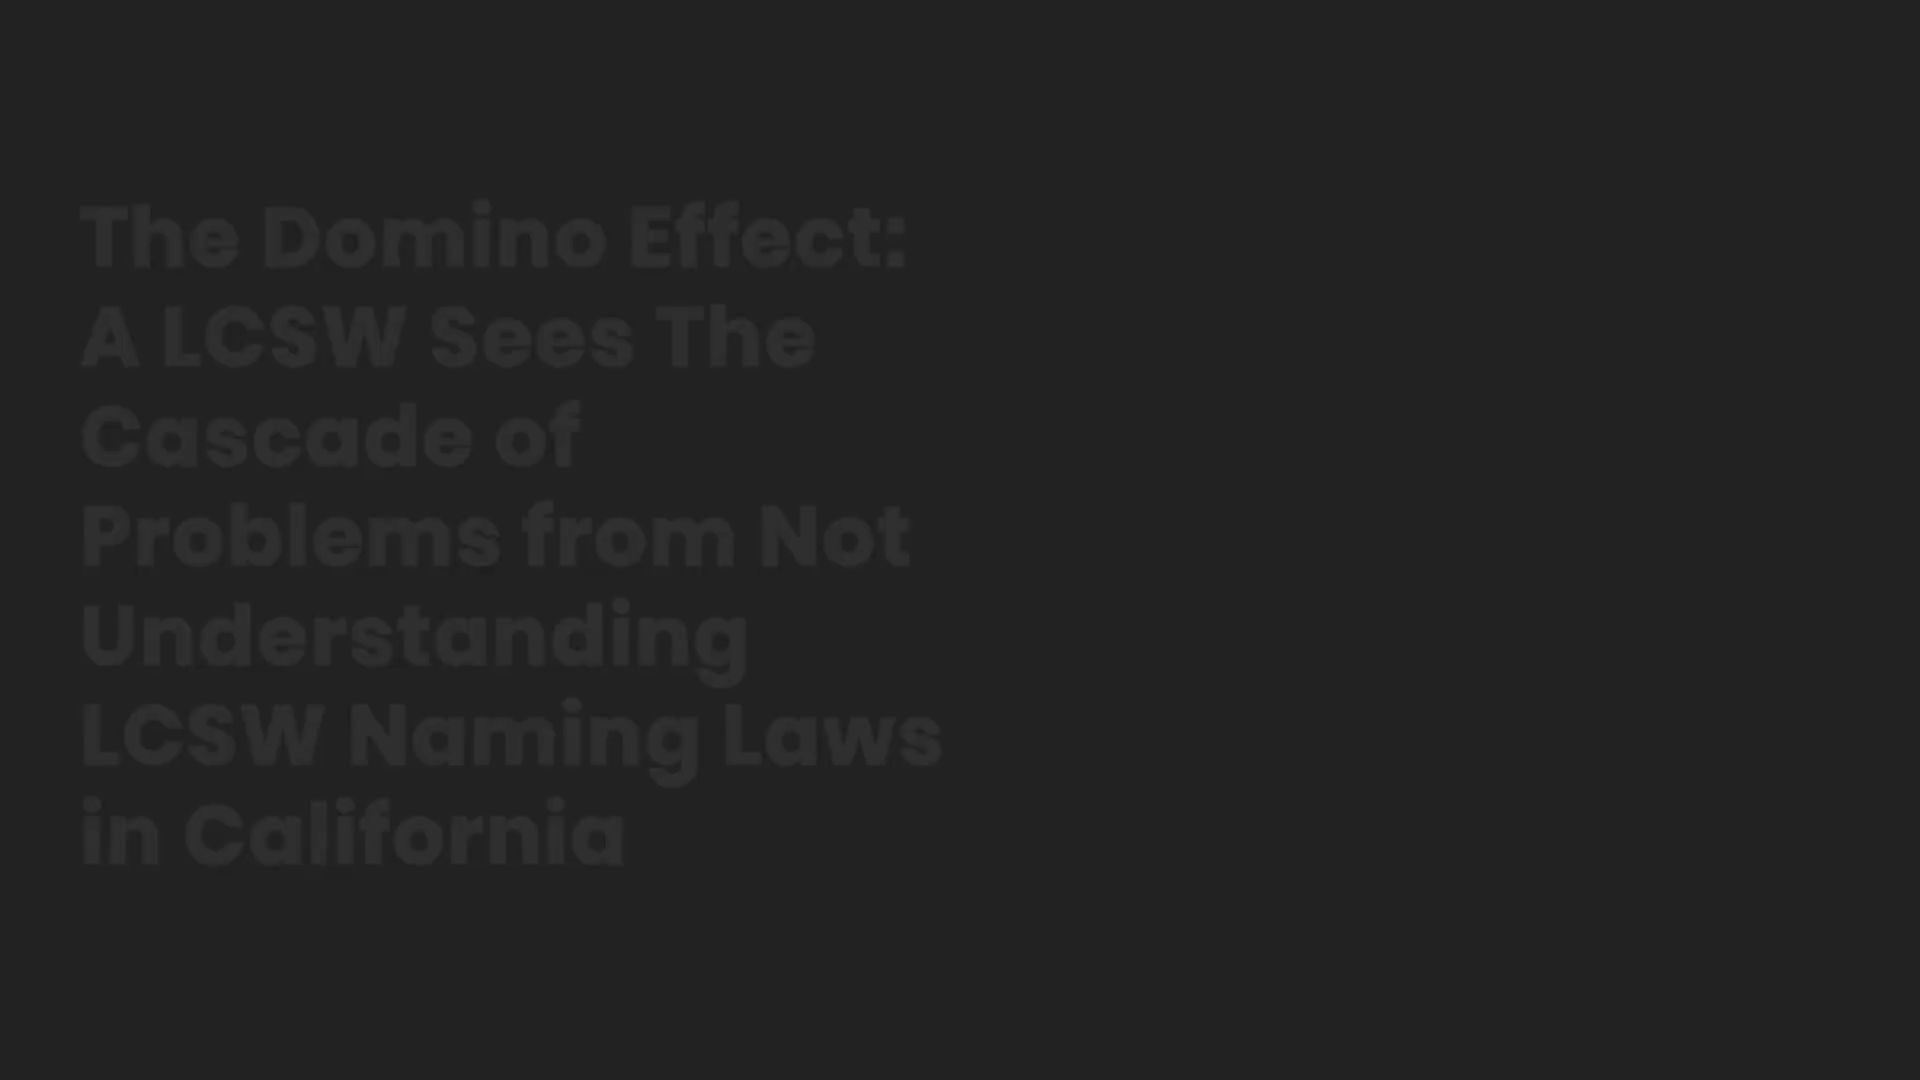 The Domino Effect:
A LCSW Sees The
Cascade of
Problems from Not
Understanding
LCSW Naming Laws
in California